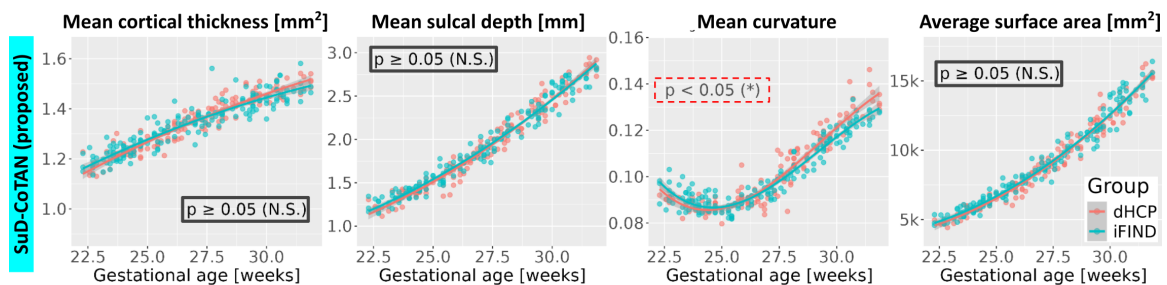 Mean cortical thickness [mm²]
Mean sulcal depth [mm]
Mean curvature
Average surface area [mm²]
SuD-CoTAN (proposed)
1.6
1.4
1.2
1.0
p ≥ 0.05 (N.S.)
22.5 25.0 27.5 30.0
Gestational age [weeks]
3.0
2.5
2.0
1.5
1.0
p ≥ 0.05 (N.S.)
22.5 25.0 27.5 30.0
Gestational age [weeks]
0.16
0.14
0.12
0.10
0.08
p < 0.05 (*)
22.5 25.0 27.5 30.0
Gestational age [weeks]
15k
10k
5k
p ≥ 0.05 (N.S.)
Group
dHCP
iFIND
22.5 25.0 27.5 30.0
Gestational age [weeks]